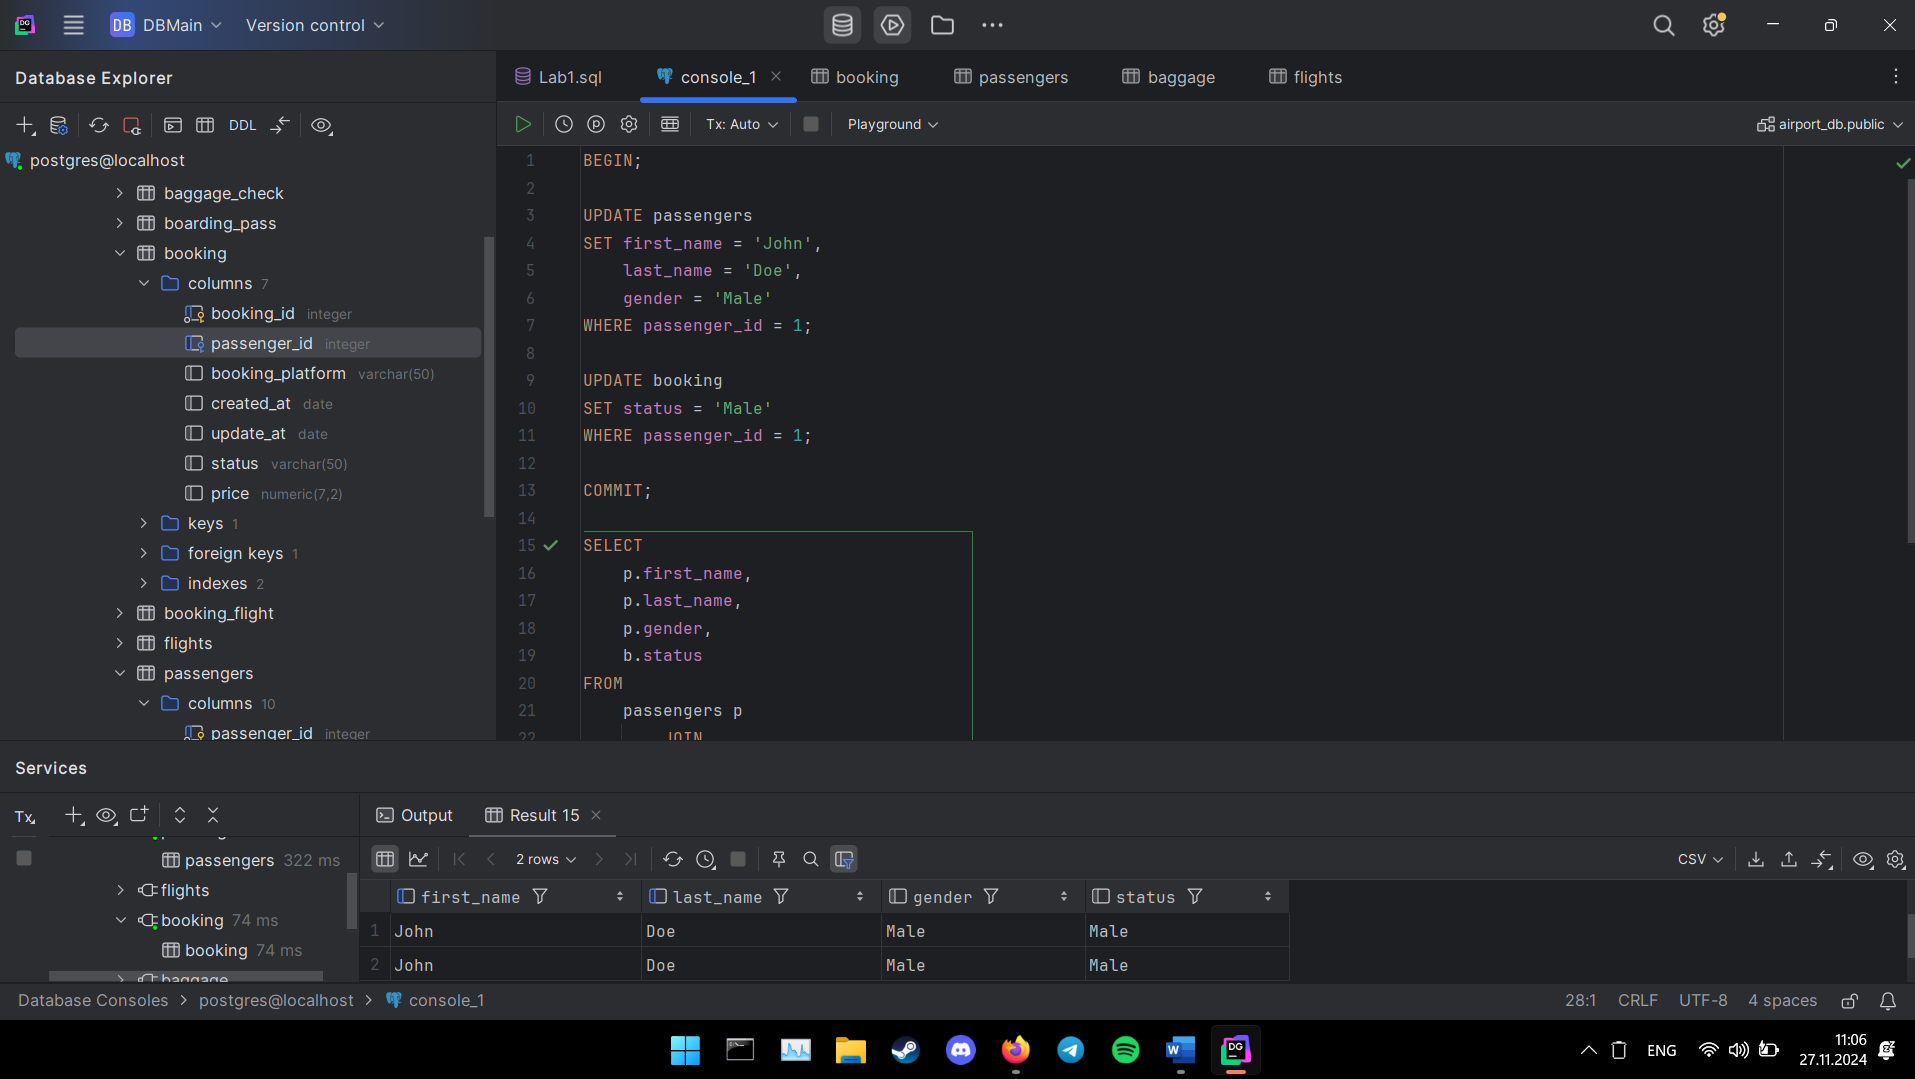 DB DBMain Version control
Database Explorer
Lab1.sql console_1 booking passengers baggage flights
DDL
Tx: Auto Playground airport_db.public
postgres@localhost
baggage_check
boarding_pass
booking
columns 7
booking_id integer
passenger_id integer
booking_platform varchar(50)
created_at date
update_at date
status varchar(50)
price numeric(7,2)
keys 1
foreign keys 1
indexes 2
booking_flight
flights
passengers
columns 10
passenger_id integer
1 BEGIN;
2
3 UPDATE passengers
4 SET first_name = 'John',
5 last_name = 'Doe',
6 gender = 'Male'
7 WHERE passenger_id = 1;
8
9 UPDATE booking
10 SET status = 'Male'
11 WHERE passenger_id = 1;
12
13 COMMIT;
14
15 SELECT
16 p.first_name,
17 p.last_name,
18 p.gender,
19 b.status
20 FROM
21 passengers p
22 JOIN
Services
Tx
passengers 322 ms
flights
booking 74 ms
booking 74 ms
baggage
Output Result 15
2 rows CSV
first_name last_name gender status
1 John Doe Male Male
2 John Doe Male Male
Database Consoles postgres@localhost console_1
28:1 CRLF UTF-8 4 spaces
DG
ENG
11:06
27.11.2024